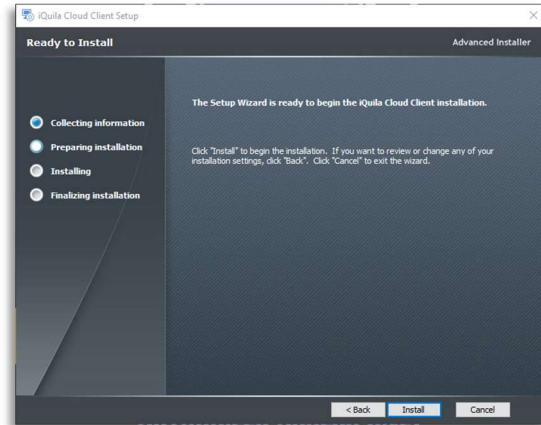 iQuila Cloud Client Setup
Ready to Install
Advanced Installer
The Setup Wizard is ready to begin the iQuila Cloud Client installation.
Collecting information
Preparing installation
Installing
Finalizing installation
Click "Install" to begin the installation. If you want to review or change any of your
installation settings, click "Back". Click "Cancel" to exit the wizard.
< Back
Install
Cancel